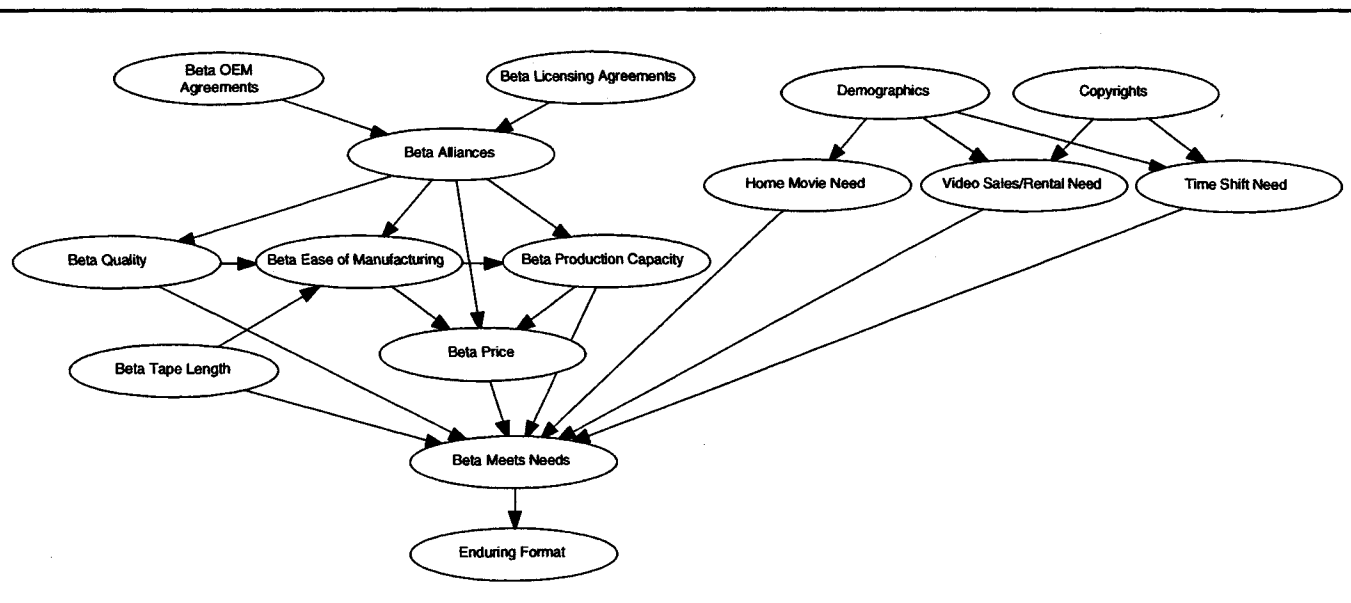 Beta OEM
Agreements
Beta Licensing Agreements
Demographics
Copyrights
Beta Alliances
Home Movie Need
Video Sales/Rental Need
Time Shift Need
Beta Quality
Beta Ease of Manufacturing
Beta Production Capacity
Beta Price
Beta Tape Length
Beta Meets Needs
Enduring Format